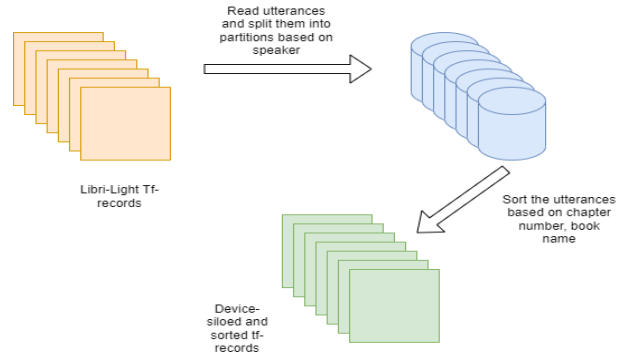 Read utterances
and split them into
partitions based on
speaker
Libri-Light Tf-
records
Sort the utterances
based on chapter
number, book
name
Device-
siloed and
sorted tf-
records